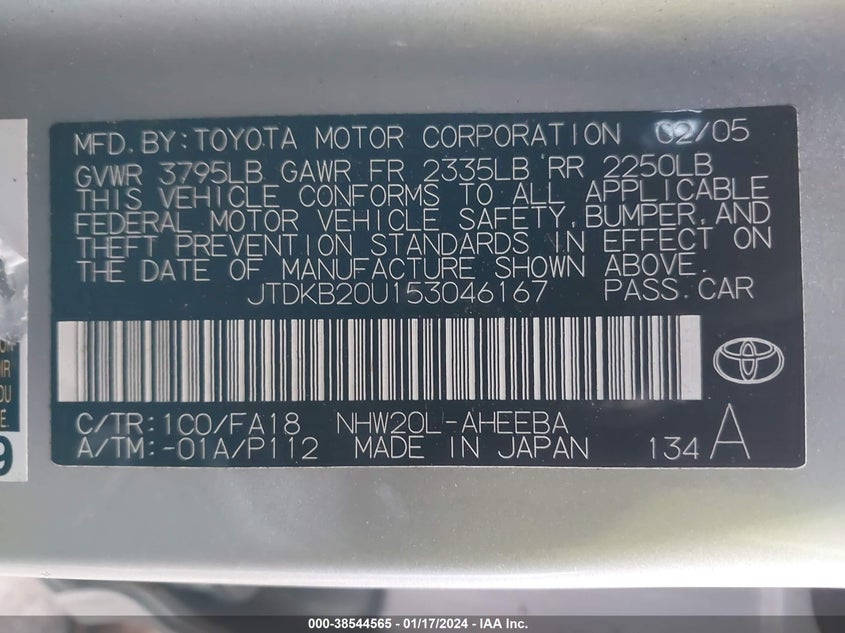 MFD. BY: TOYOTA MOTOR CORPORATION 02/05
GVWR 3795LB GAWR FR 2335LB RR 2250LB
THIS VEHICLE CONFORMS TO ALL APPLICABLE
FEDERAL MOTOR VEHICLE SAFETY, BUMPER, AND
THEFT PREVENTION STANDARDS IN EFFECT ON
THE DATE OF MANUFACTURE SHOWN ABOVE.
JTDKB20U153046167 PASS. CAR
C/TR: 1C0/FA18 NHW20L-AHEEBA
A/TM: -01A/P112 MADE IN JAPAN 134 A
IR
OU
E.
9
000-38544565 - 01/17/2024 - IAA Inc.